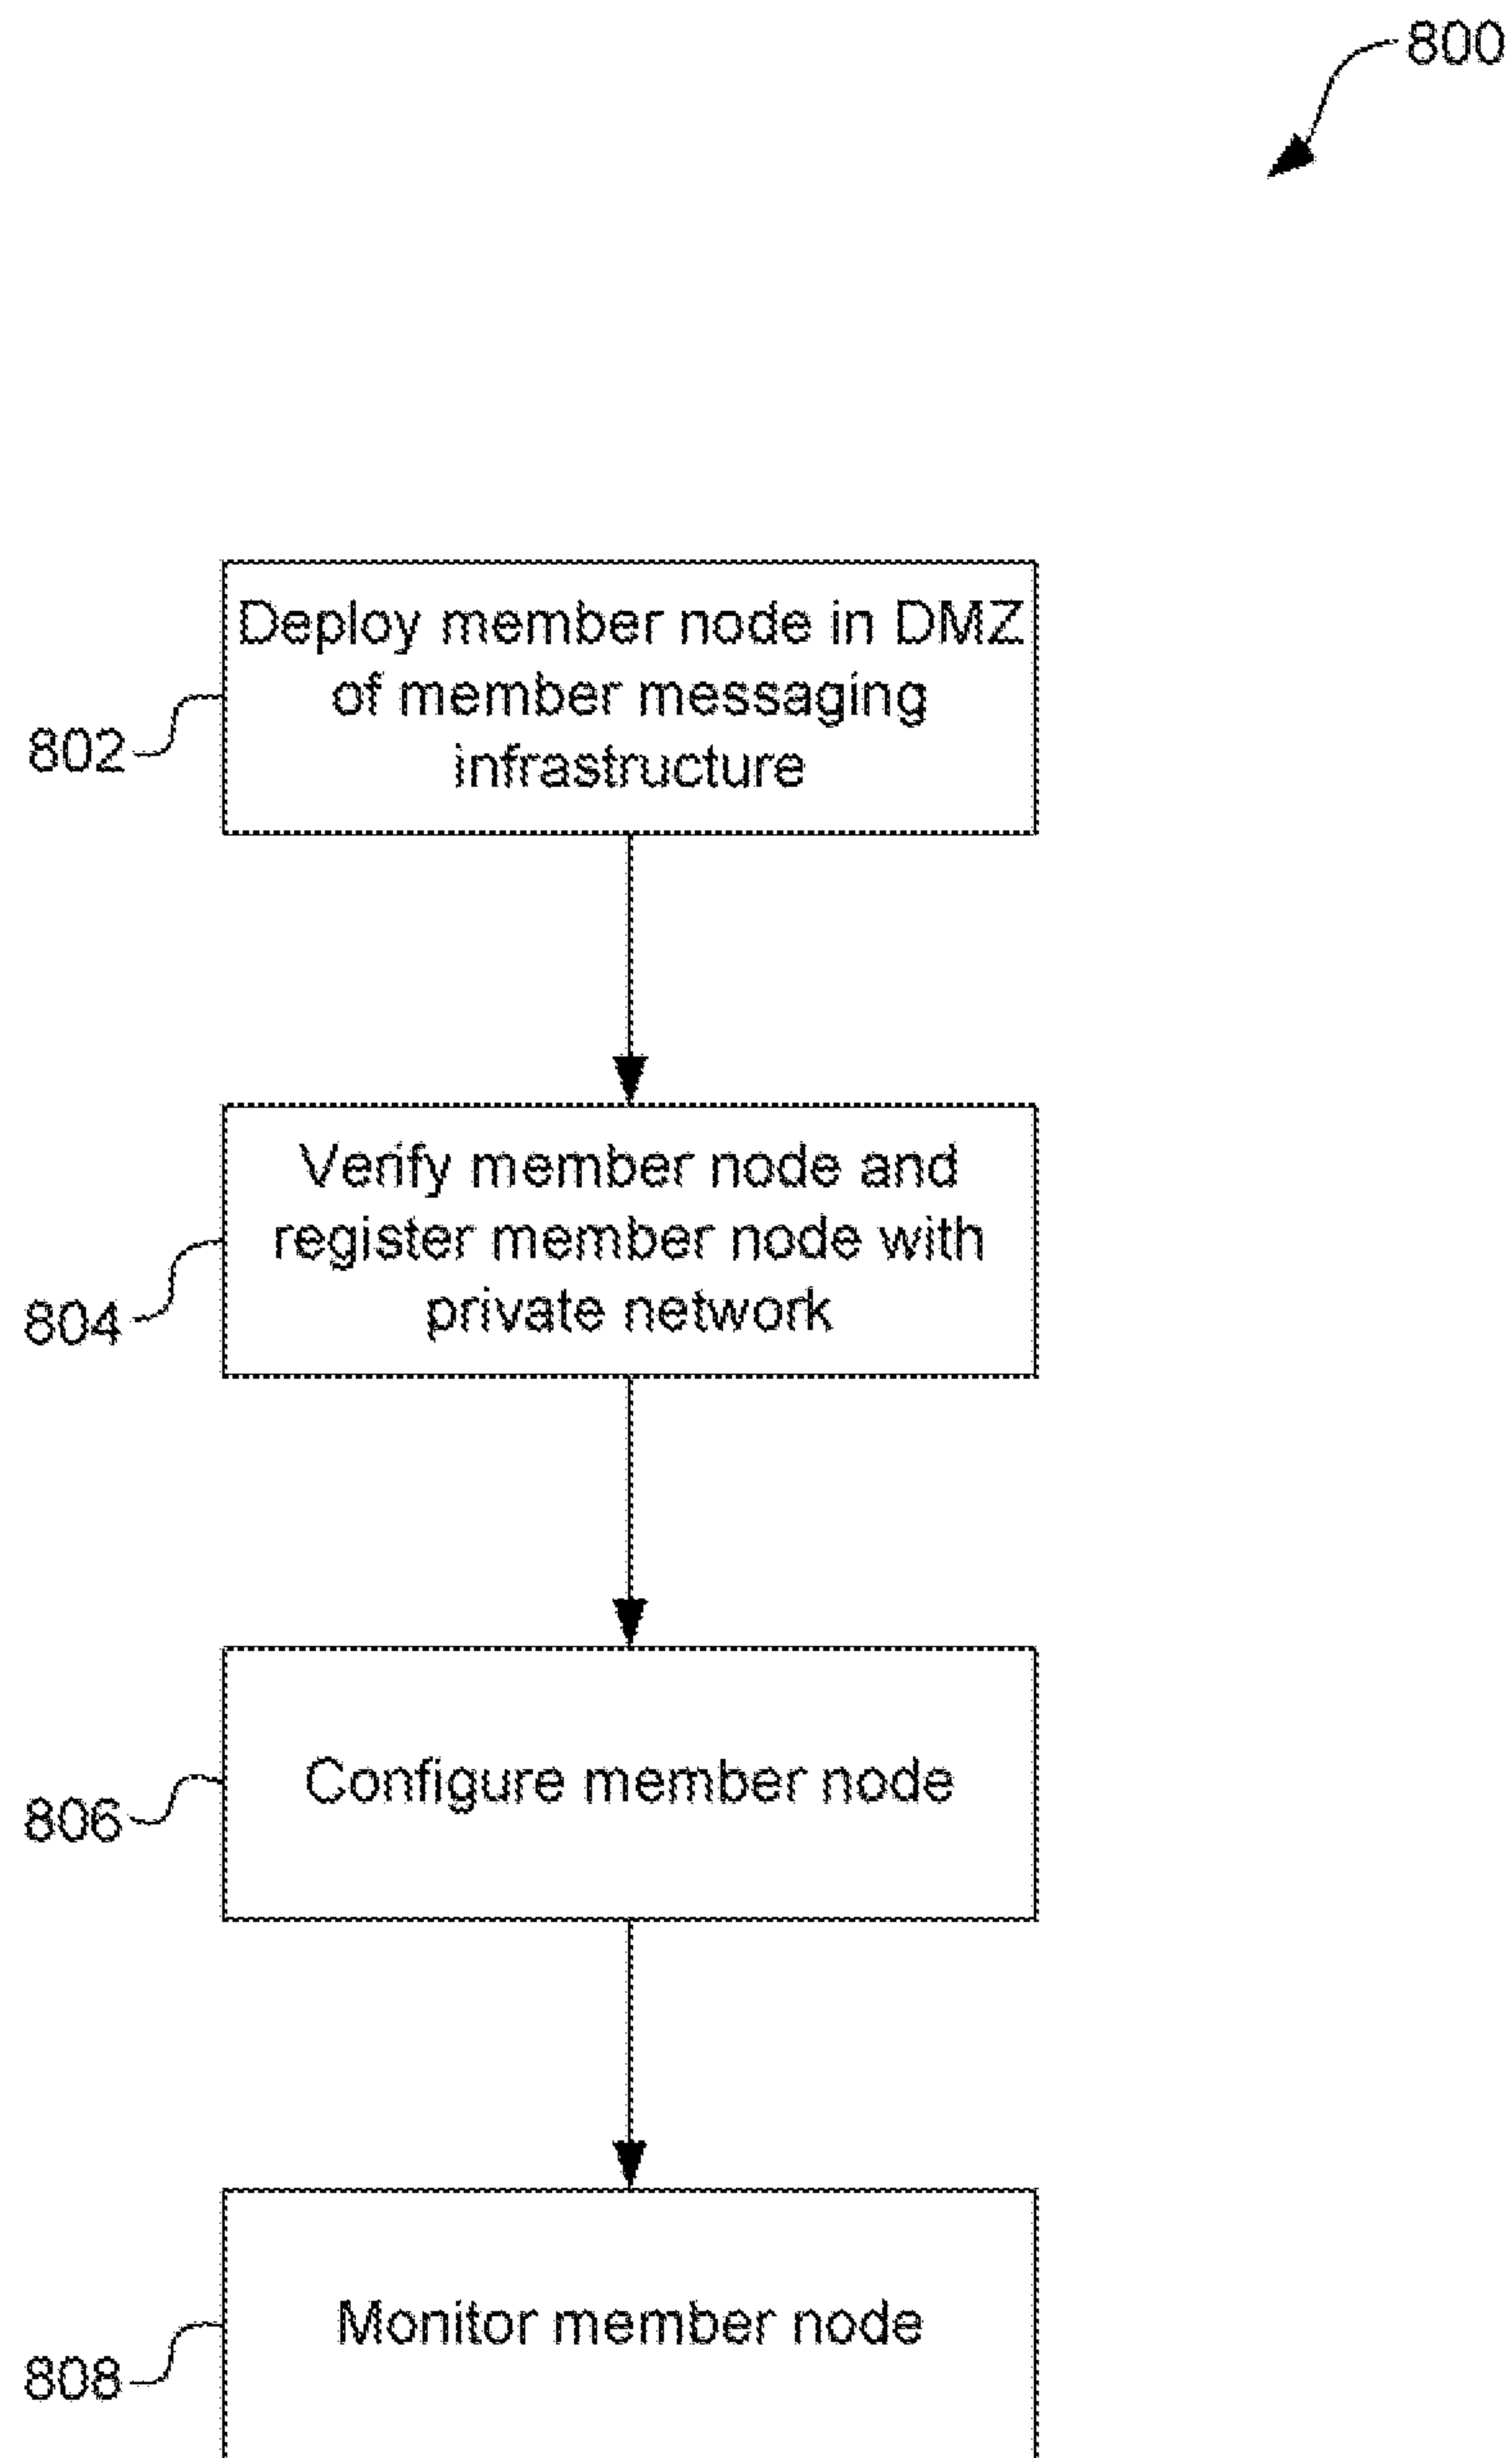 800
Deploy member node in DMZ
of member messaging
infrastructure
802
Verify member node and
register member node with
private network
804
Configure member node
806
Monitor member node
808